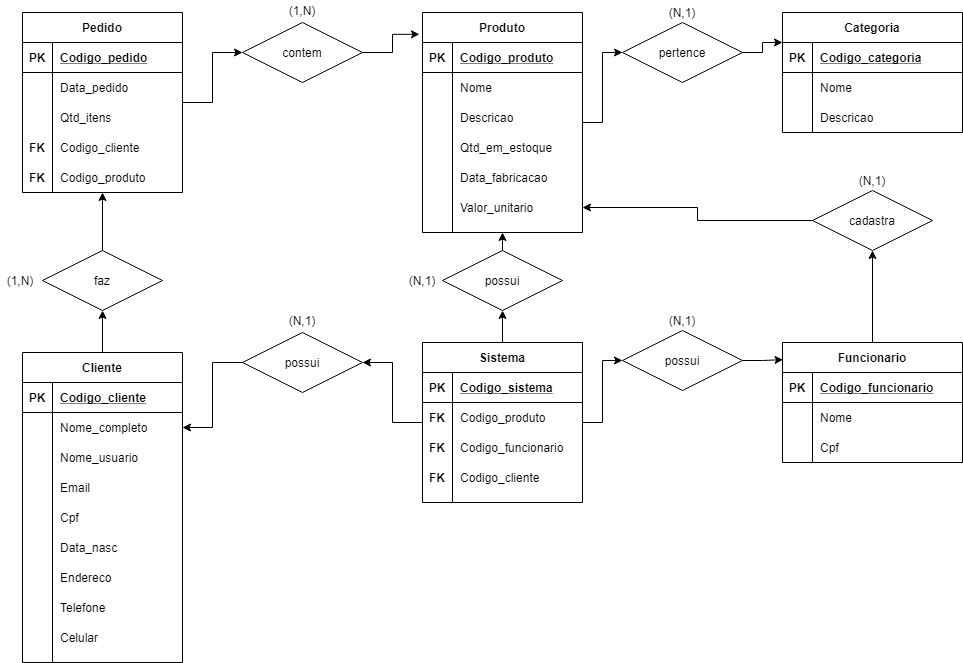 (1,N)
(N,1)
Pedido
PK Codigo_pedido
Data_pedido
Qtd_itens
FK Codigo_cliente
FK Codigo_produto
contem
Produto
PK Codigo_produto
Nome
Descricao
Qtd_em_estoque
Data_fabricacao
Valor_unitario
pertence
Categoria
PK Codigo_categoria
Nome
Descricao
(N,1)
cadastra
(1,N)
faz
(N,1)
possui
(N,1)
possui
(N,1)
possui
Cliente
PK Codigo_cliente
Nome_completo
Nome_usuario
Email
Cpf
Data_nasc
Endereco
Telefone
Celular
Sistema
PK Codigo_sistema
FK Codigo_produto
FK Codigo_funcionario
FK Codigo_cliente
Funcionario
PK Codigo_funcionario
Nome
Cpf